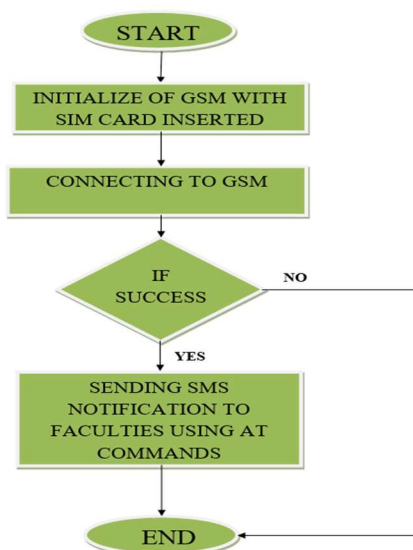 START
INITIALIZE OF GSM WITH
SIM CARD INSERTED
CONNECTING TO GSM
IF
SUCCESS
NO
YES
SENDING SMS
NOTIFICATION TO
FACULTIES USING AT
COMMANDS
END